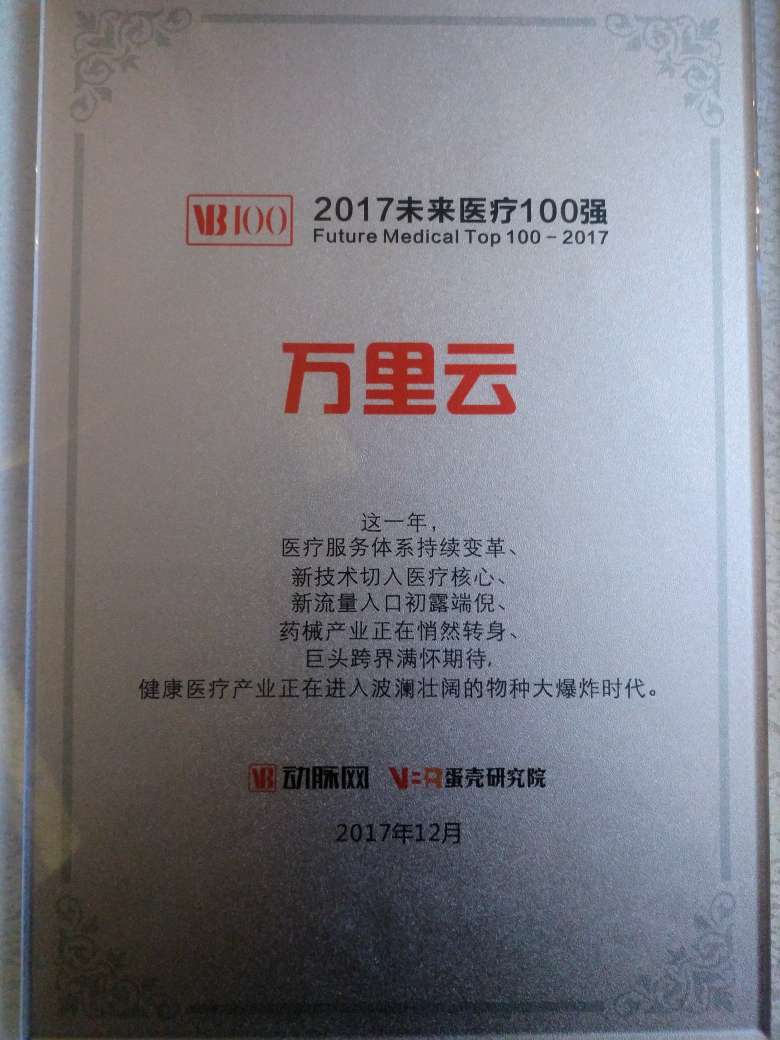 VB100 2017未来医疗100强
Future Medical Top 100 - 2017
万里云
这一年，
医疗服务体系持续变革、
新技术切入医疗核心、
新流量入口初露端倪、
药械产业正在悄然转身、
巨头跨界满怀期待，
健康医疗产业正在进入波澜壮阔的物种大爆炸时代。
VB 动脉网 蛋壳研究院
2017年12月